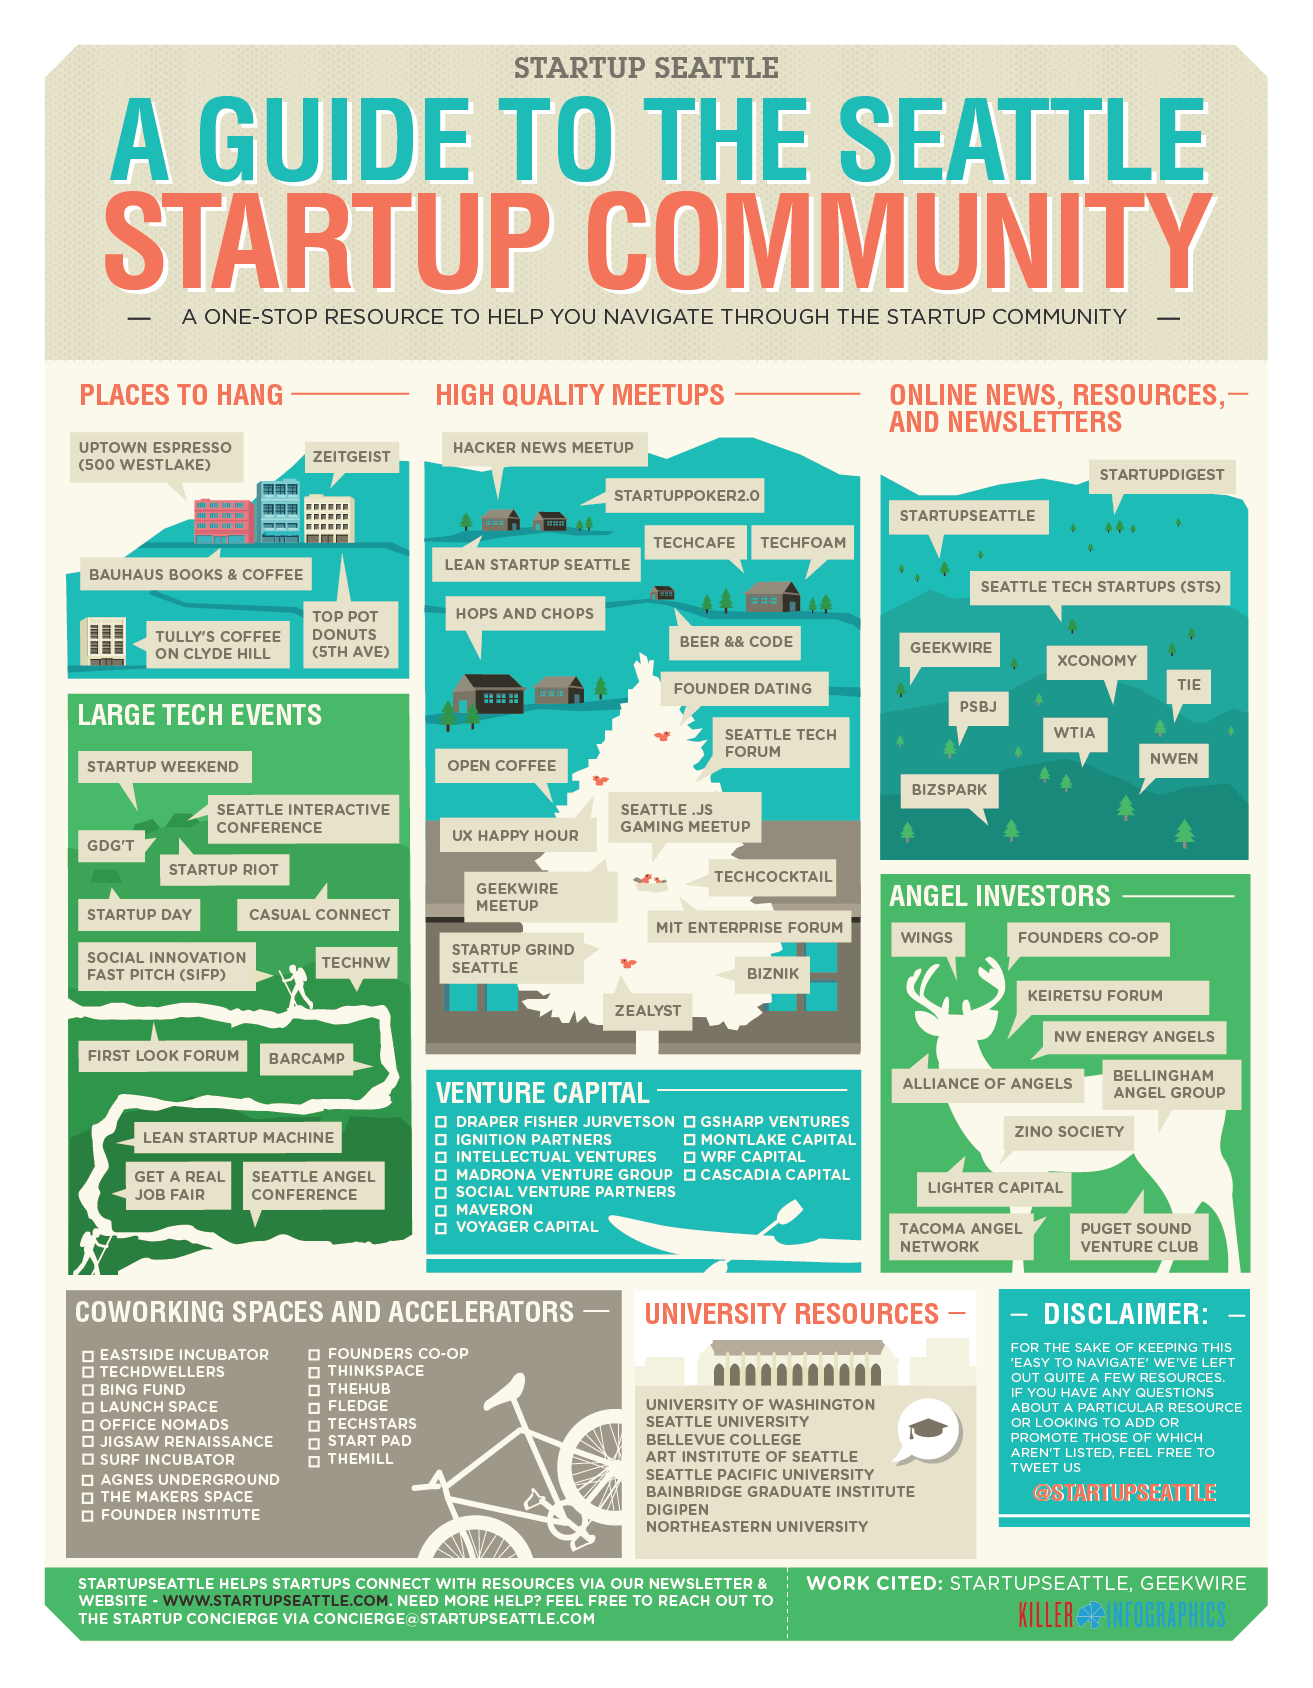 STARTUP SEATTLE
A GUIDE TO THE SEATTLE
STARTUP COMMUNITY
A ONE-STOP RESOURCE TO HELP YOU NAVIGATE THROUGH THE STARTUP COMMUNITY
PLACES TO HANG
UPTOWN ESPRESSO
(500 WESTLAKE)
ZEITGEIST
BAUHAUS BOOKS & COFFEE
TOP POT
DONUTS
(5TH AVE)
TULLY'S COFFEE
ON CLYDE HILL
LARGE TECH EVENTS
STARTUP WEEKEND
SEATTLE INTERACTIVE
CONFERENCE
GDG'T
STARTUP RIOT
STARTUP DAY
CASUAL CONNECT
SOCIAL INNOVATION
FAST PITCH (SIFP)
TECHNW
FIRST LOOK FORUM
BARCAMP
LEAN STARTUP MACHINE
GET A REAL
JOB FAIR
SEATTLE ANGEL
CONFERENCE
HIGH QUALITY MEETUPS
HACKER NEWS MEETUP
STARTUPPOKER2.0
LEAN STARTUP SEATTLE
TECHCAFE
TECHFOAM
HOPS AND CHOPS
BEER && CODE
FOUNDER DATING
SEATTLE TECH
FORUM
OPEN COFFEE
SEATTLE .JS
GAMING MEETUP
UX HAPPY HOUR
GEEKWIRE
MEETUP
TECHCOCKTAIL
MIT ENTERPRISE FORUM
STARTUP GRIND
SEATTLE
BIZNIK
ZEALYST
VENTURE CAPITAL
DRAPER FISHER JURVETSON
IGNITION PARTNERS
INTELLECTUAL VENTURES
MADRONA VENTURE GROUP
SOCIAL VENTURE PARTNERS
MAVERON
VOYAGER CAPITAL
GSHARP VENTURES
MONTLAKE CAPITAL
WRF CAPITAL
CASCADIA CAPITAL
ONLINE NEWS, RESOURCES,
AND NEWSLETTERS
STARTUPDIGEST
STARTUPSEATTLE
SEATTLE TECH STARTUPS (STS)
GEEKWIRE
XCONOMY
TIE
PSBJ
WTIA
NWEN
BIZSPARK
ANGEL INVESTORS
WINGS
FOUNDERS CO-OP
KEIRETSU FORUM
NW ENERGY ANGELS
ALLIANCE OF ANGELS
BELLINGHAM
ANGEL GROUP
ZINO SOCIETY
LIGHTER CAPITAL
TACOMA ANGEL
NETWORK
PUGET SOUND
VENTURE CLUB
COWORKING SPACES AND ACCELERATORS
EASTSIDE INCUBATOR
TECHDWELLERS
BING FUND
LAUNCH SPACE
OFFICE NOMADS
JIGSAW RENAISSANCE
SURF INCUBATOR
AGNES UNDERGROUND
THE MAKERS SPACE
FOUNDER INSTITUTE
FOUNDERS CO-OP
THINKSPACE
THEHUB
FLEDGE
TECHSTARS
START PAD
THEMILL
UNIVERSITY RESOURCES
UNIVERSITY OF WASHINGTON
SEATTLE UNIVERSITY
BELLEVUE COLLEGE
ART INSTITUTE OF SEATTLE
SEATTLE PACIFIC UNIVERSITY
BAINBRIDGE GRADUATE INSTITUTE
DIGIPEN
NORTHEASTERN UNIVERSITY
DISCLAIMER:
FOR THE SAKE OF KEEPING THIS
'EASY TO NAVIGATE' WE'VE LEFT
OUT QUITE A FEW RESOURCES.
IF YOU HAVE ANY QUESTIONS
ABOUT A PARTICULAR RESOURCE
OR LOOKING TO ADD OR
PROMOTE THOSE OF WHICH
AREN'T LISTED, FEEL FREE TO
TWEET US
@STARTUPSEATTLE
STARTUPSEATTLE HELPS STARTUPS CONNECT WITH RESOURCES VIA OUR NEWSLETTER &
WEBSITE - WWW.STARTUPSEATTLE.COM. NEED MORE HELP? FEEL FREE TO REACH OUT TO
THE STARTUP CONCIERGE VIA CONCIERGE@STARTUPSEATTLE.COM
WORK CITED: STARTUPSEATTLE, GEEKWIRE
KILLER INFOGRAPHICS